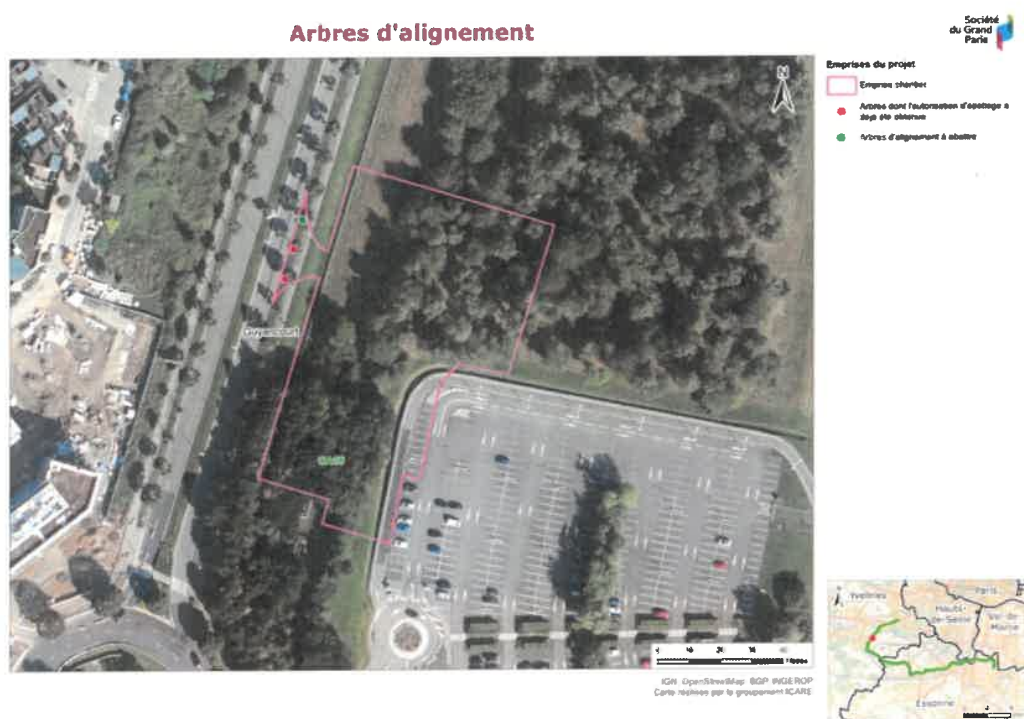 Arbres d'alignement
Société
du Grand
Paris
Emprises du projet
Emprise chantier
Arbres dont l'autorisation d'abattage a
déjà été obtenue
Arbres d'alignement à abattre
N
Guyancourt
IGN OpenStreetMap SGP INGEROP
Carte réalisée par le groupement ICARE
Yvelines
Paris
Hauts-
de-Seine
Val-de-
Marne
Essonne